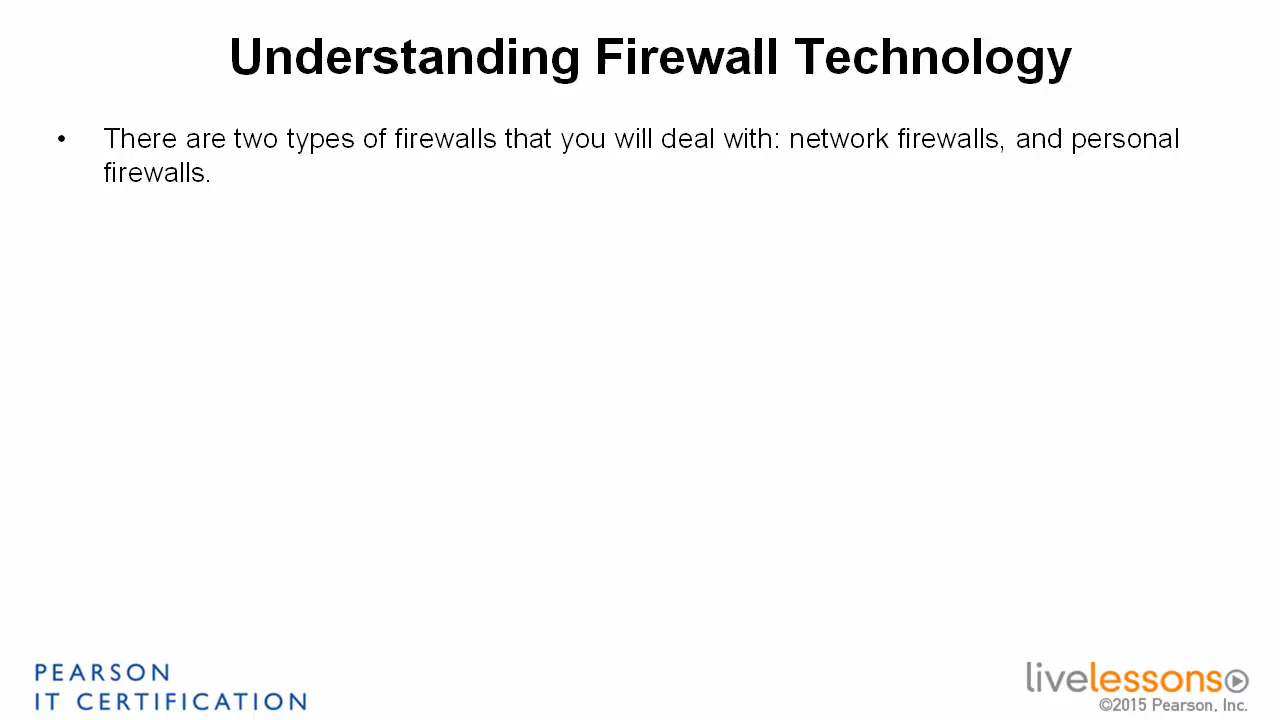 Understanding Firewall Technology
• There are two types of firewalls that you will deal with: network firewalls, and personal
firewalls.
PEARSON
IT CERTIFICATION
livelessons
©2015 Pearson, Inc.